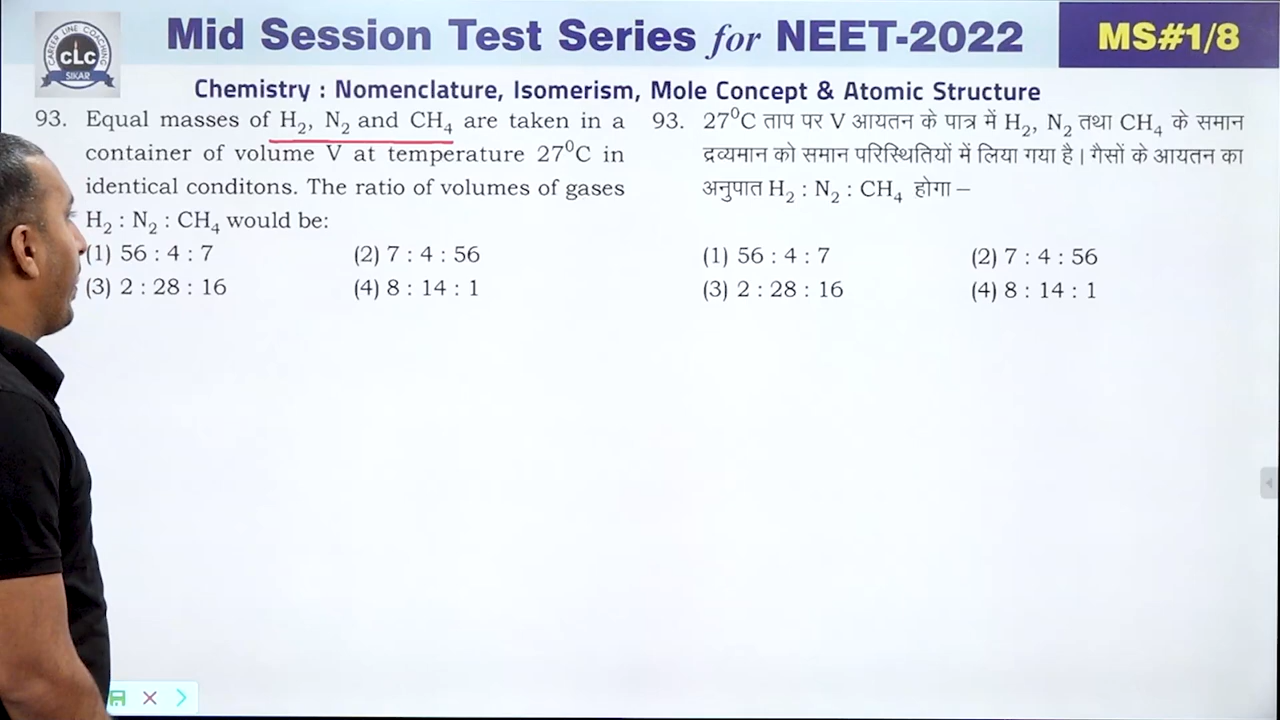 CAREER LINE COACHING
CLC
SIKAR
Mid Session Test Series for NEET-2022
MS#1/8
Chemistry : Nomenclature, Isomerism, Mole Concept & Atomic Structure
93. Equal masses of H₂, N₂ and CH₄ are taken in a
container of volume V at temperature 27⁰C in
identical conditons. The ratio of volumes of gases
H₂ : N₂ : CH₄ would be:
(1) 56 : 4 : 7 (2) 7 : 4 : 56
(3) 2 : 28 : 16 (4) 8 : 14 : 1
93. 27⁰C ताप पर V आयतन के पात्र में H₂, N₂ तथा CH₄ के समान
द्रव्यमान को समान परिस्थितियों में लिया गया है। गैसों के आयतन का
अनुपात H₂ : N₂ : CH₄ होगा –
(1) 56 : 4 : 7 (2) 7 : 4 : 56
(3) 2 : 28 : 16 (4) 8 : 14 : 1